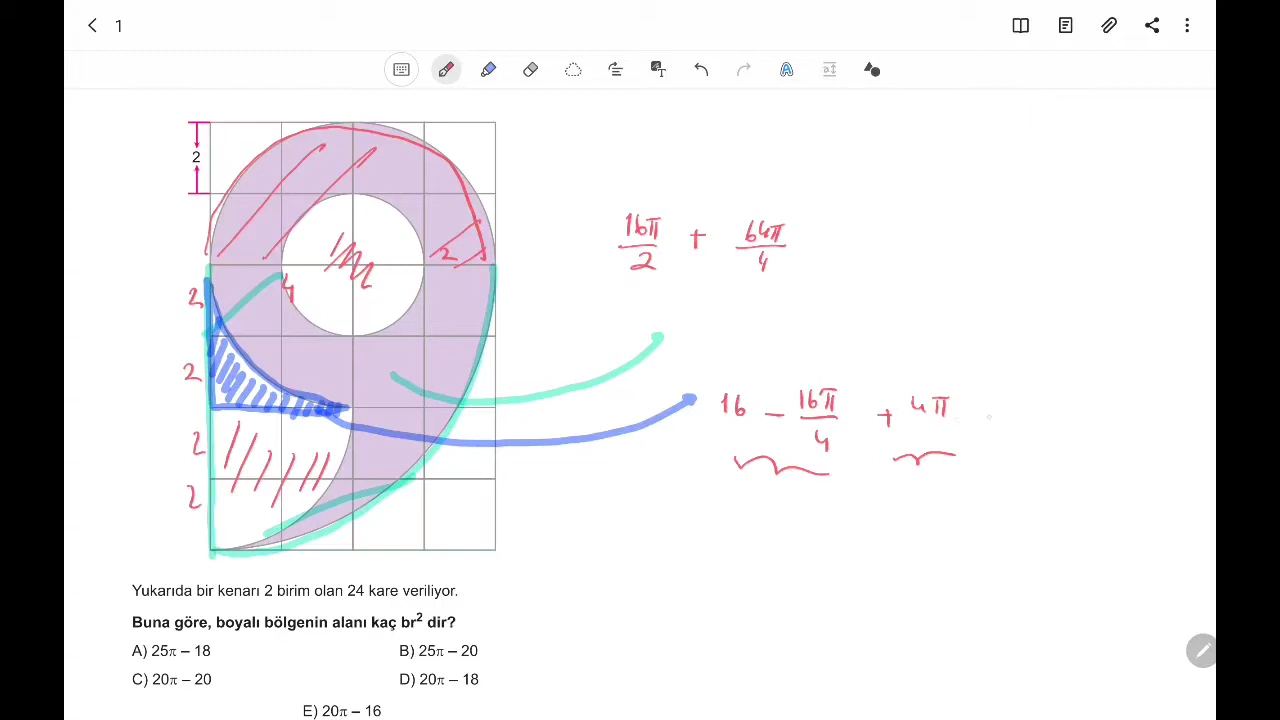 1
2
16π/2 + 64π/4
2
4
2
2
16 - 16π/4 + 4π
2
2
Yukarıda bir kenarı 2 birim olan 24 kare veriliyor.
Buna göre, boyalı bölgenin alanı kaç br² dir?
A) 25π – 18 B) 25π – 20
C) 20π – 20 D) 20π – 18
E) 20π – 16